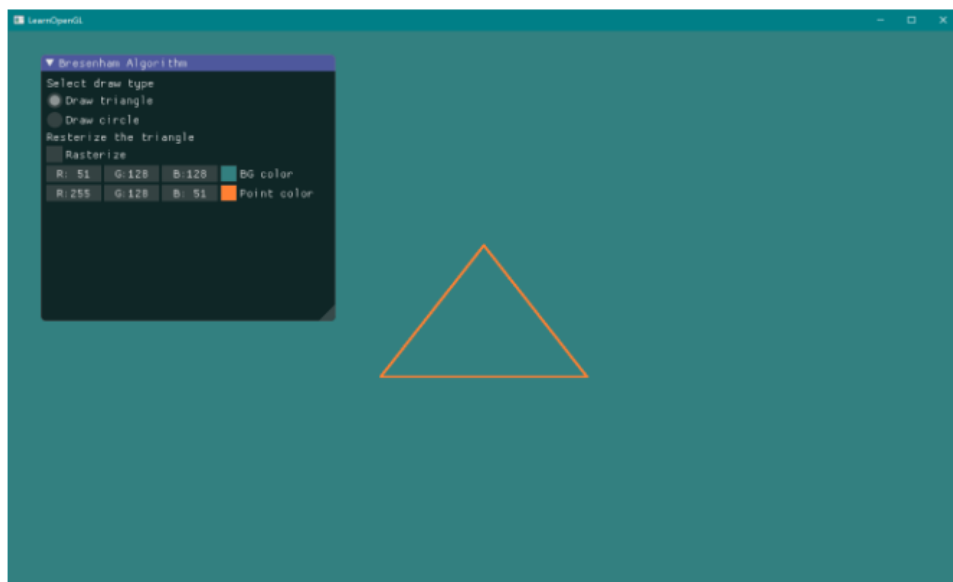 LearnOpenGL
Bresenham Algorithm
Select draw type
Draw triangle
Draw circle
Resterize the triangle
Rasterize
R: 51 G:128 B:128 BG color
R:255 G:128 B: 51 Point color